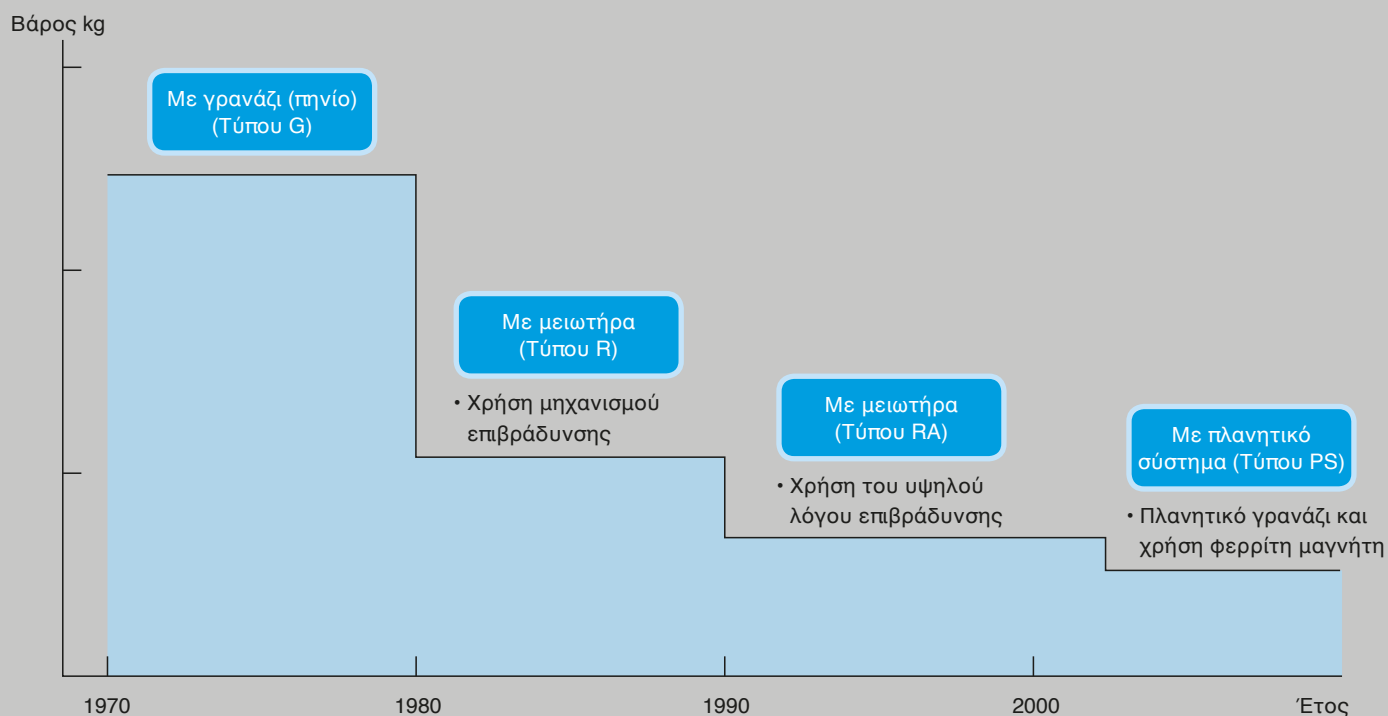 Βάρος kg
Με γρανάζι (πηνίο)
(Τύπου G)
Με μειωτήρα
(Τύπου R)
• Χρήση μηχανισμού
επιβράδυνσης
Με μειωτήρα
(Τύπου RA)
• Χρήση του υψηλού
λόγου επιβράδυνσης
Με πλανητικό
σύστημα (Τύπου PS)
• Πλανητικό γρανάζι και
χρήση φερρίτη μαγνήτη
1970 1980 1990 2000 Έτος